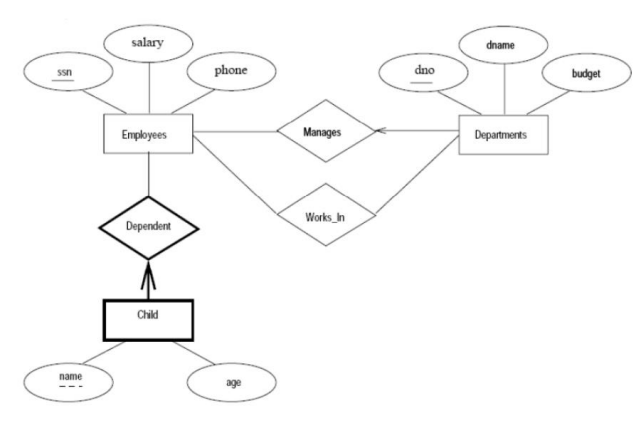 salary
ssn
phone
dname
dno
budget
Employees
Manages
Departments
Works_In
Dependent
Child
name
age